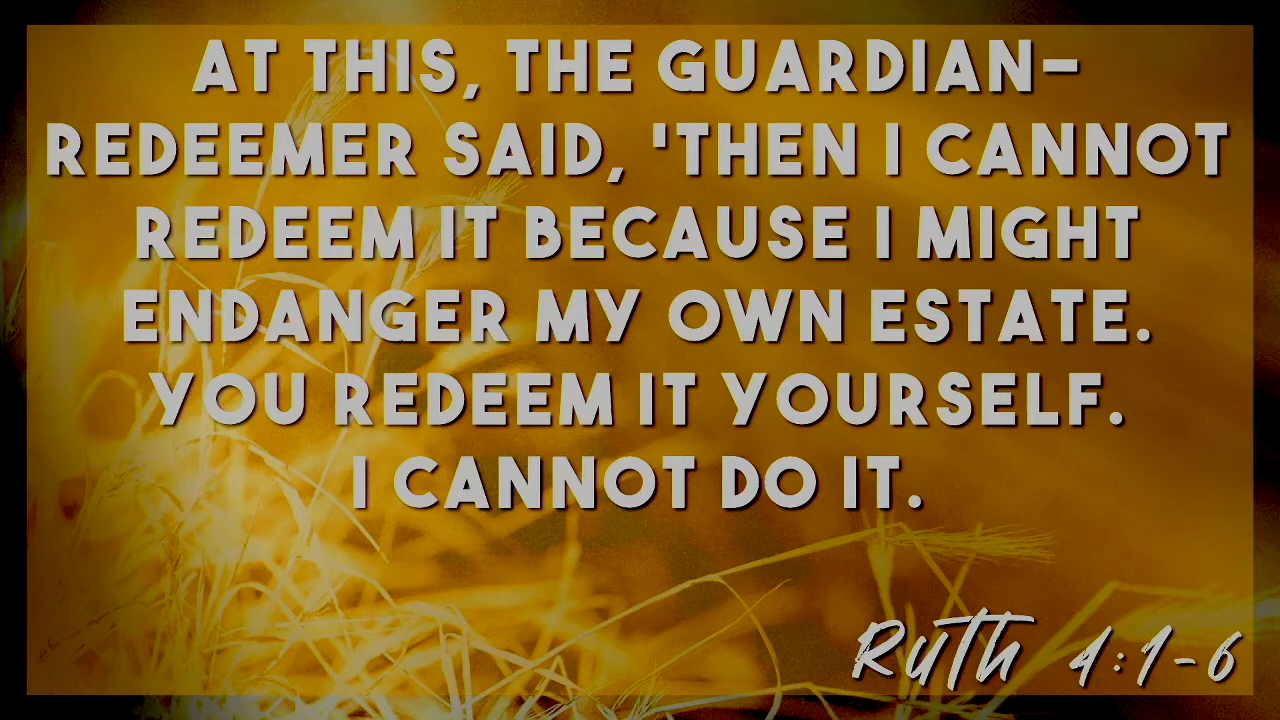 AT THIS, THE GUARDIAN-
REDEEMER SAID, 'THEN I CANNOT
REDEEM IT BECAUSE I MIGHT
ENDANGER MY OWN ESTATE.
YOU REDEEM IT YOURSELF.
I CANNOT DO IT.
Ruth 4:1-6